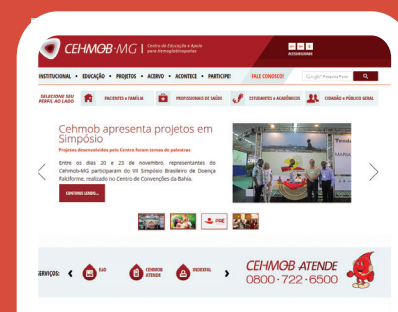 CEHMOB-MG | Centro de Educação e Apoio
para Hemoglobinopatias
ACESSIBILIDADE
INSTITUCIONAL • EDUCAÇÃO • PROJETOS • ACERVO • ACONTECE • PARTICIPE!
FALE CONOSCO!
Google
SELECIONE SEU
PERFIL AO LADO
PACIENTES e FAMÍLIA
PROFISSIONAIS DE SAÚDE
ESTUDANTES e ACADÊMICOS
CIDADÃO e PÚBLICO GERAL
Cehmob apresenta projetos em
Simpósio
Projetos desenvolvidos pelo Centro foram temas de palestras
Entre os dias 20 e 23 de novembro, representantes do
Cehmob-MG participaram do VII Simpósio Brasileiro de Doença
Falciforme, realizado no Centro de Convenções da Bahia.
CONTINUE LENDO...
PRÉ
SERVIÇOS:
EaD
CEHMOB
ATENDE
CEHMOB ATENDE
0800•722•6500